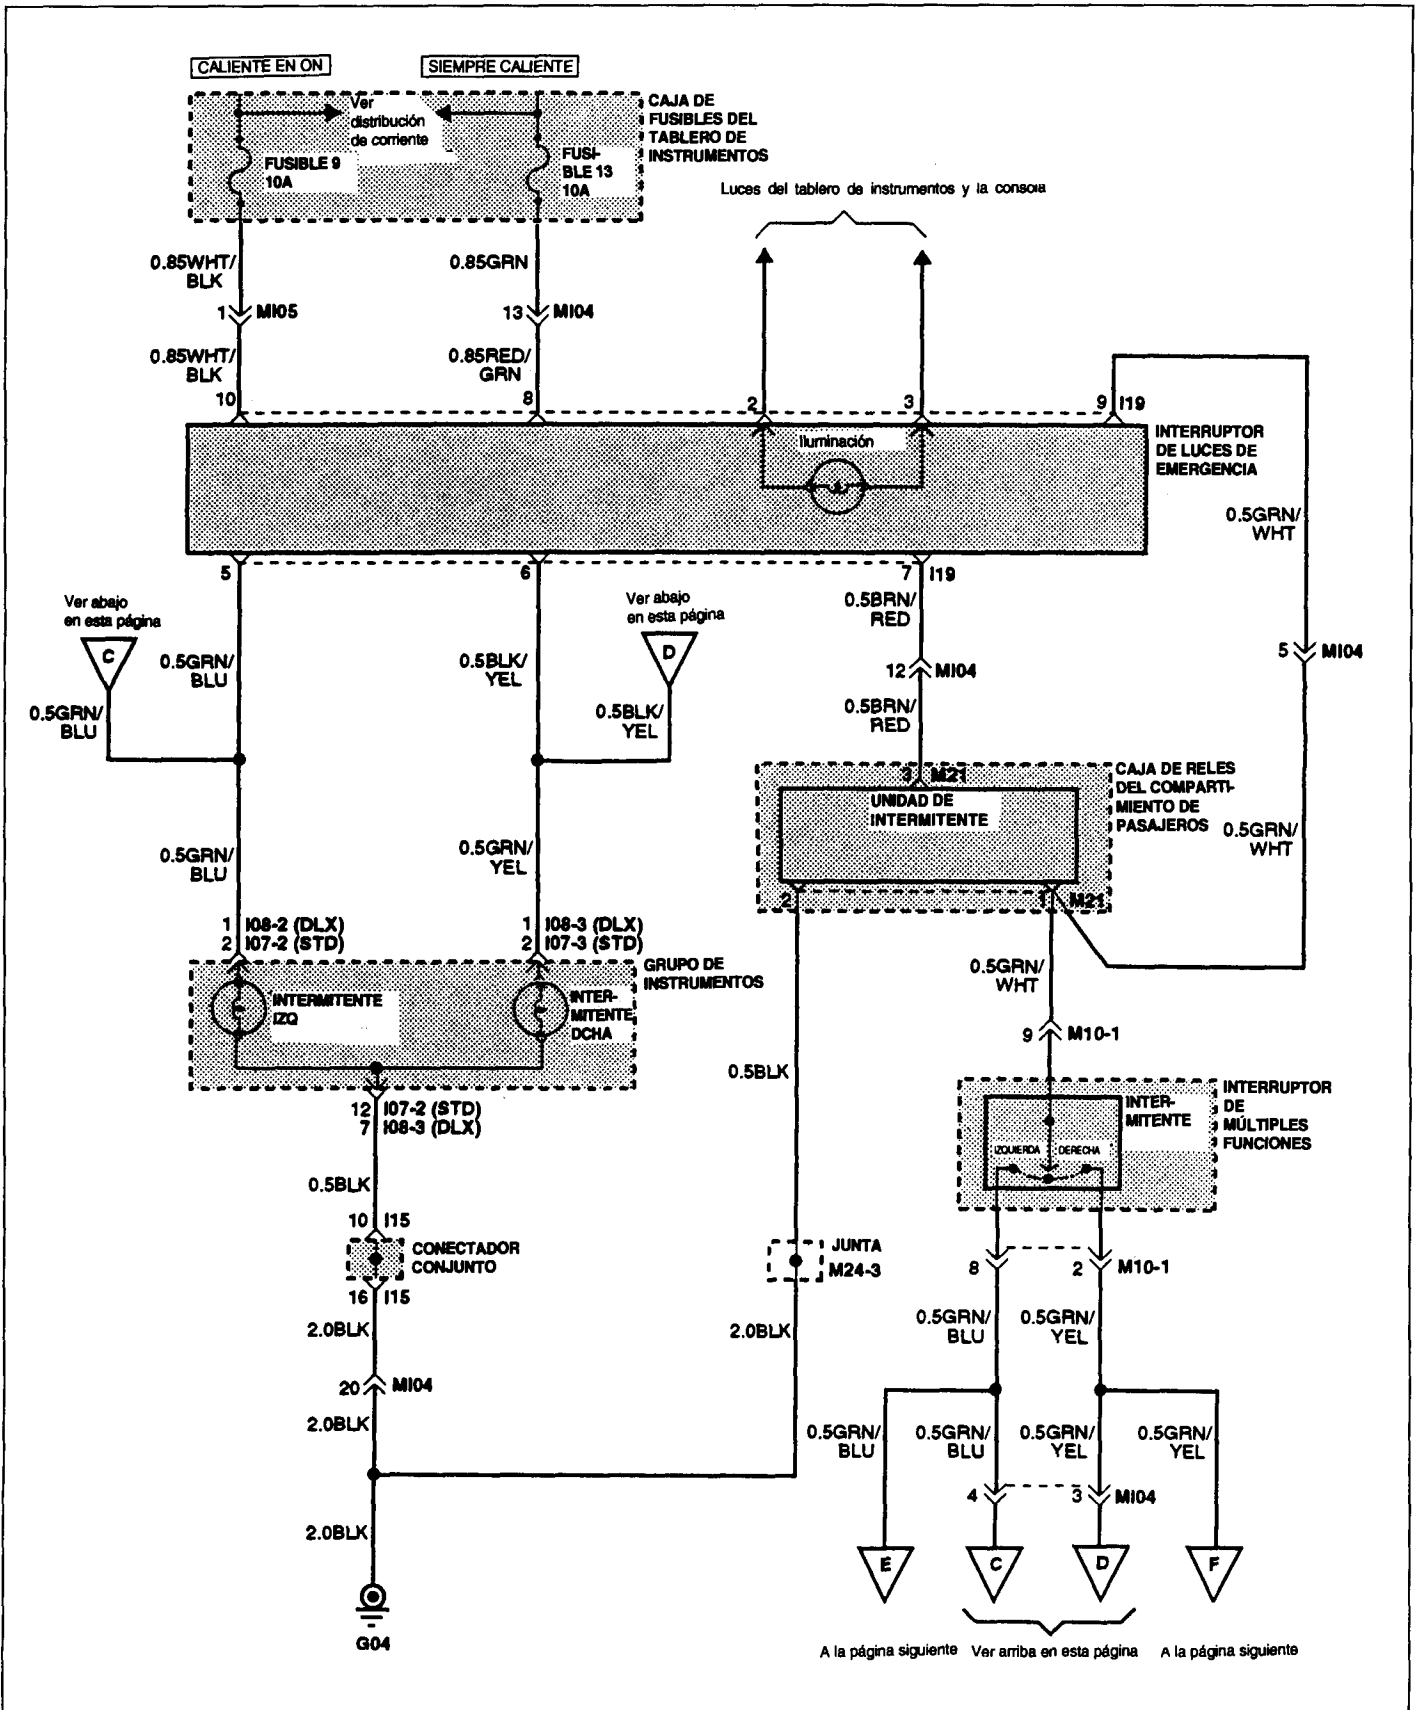 CALIENTE EN ON
SIEMPRE CALIENTE
Ver
distribución
de corriente
CAJA DE
FUSIBLES DEL
TABLERO DE
INSTRUMENTOS
FUSIBLE 9
10A
FUSI-
BLE 13
10A
Luces del tablero de instrumentos y la consola
0.85WHT/
BLK
0.85GRN
1 MI05
13 MI04
0.85WHT/
BLK
0.85RED/
GRN
10
8
2
3
9 I19
Iluminación
INTERRUPTOR
DE LUCES DE
EMERGENCIA
0.5GRN/
WHT
5
6
7 I19
Ver abajo
en esta página
C
0.5GRN/
BLU
0.5GRN/
BLU
0.5BLK/
YEL
Ver abajo
en esta página
D
0.5BLK/
YEL
0.5BRN/
RED
12 MI04
0.5BRN/
RED
5 MI04
3 M21
UNIDAD DE
INTERMITENTE
CAJA DE RELES
DEL COMPARTI-
MIENTO DE
PASAJEROS
0.5GRN/
WHT
2
1 M21
0.5GRN/
BLU
0.5GRN/
YEL
1 I08-2 (DLX)
2 I07-2 (STD)
1 I08-3 (DLX)
2 I07-3 (STD)
GRUPO DE
INSTRUMENTOS
INTERMITENTE
IZQ
INTER-
MITENTE
DCHA
12 I07-2 (STD)
7 I08-3 (DLX)
0.5BLK
10 I15
CONECTADOR
CONJUNTO
16 I15
2.0BLK
20 MI04
2.0BLK
2.0BLK
G04
0.5BLK
JUNTA
M24-3
2.0BLK
0.5GRN/
WHT
9 M10-1
INTER-
MITENTE
IZQUIERDA DERECHA
INTERRUPTOR
DE
MÚLTIPLES
FUNCIONES
8
2 M10-1
0.5GRN/
BLU
0.5GRN/
YEL
0.5GRN/
BLU
0.5GRN/
BLU
0.5GRN/
YEL
0.5GRN/
YEL
4
3 MI04
E
C
D
F
A la página siguiente
Ver arriba en esta página
A la página siguiente